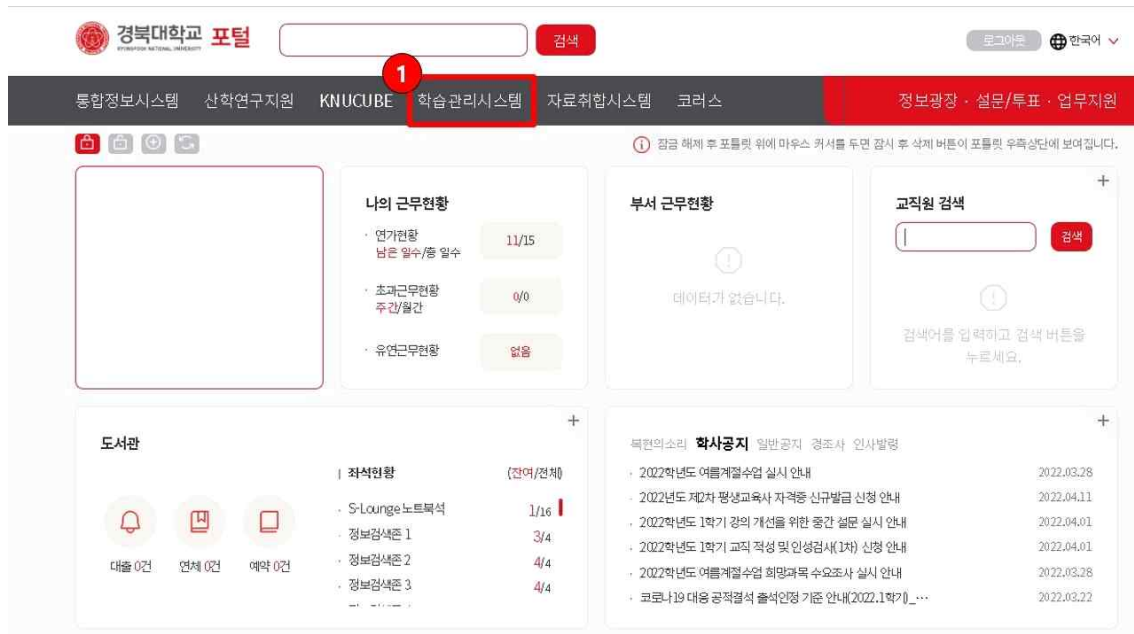 경북대학교 포털
KYUNGPOOK NATIONAL UNIVERSITY
검색
로그아웃 한국어
1
통합정보시스템 산학연구지원 KNUCUBE 학습관리시스템 자료취합시스템 코러스 정보광장 · 설문/투표 · 업무지원
잠금 해제 후 포틀릿 위에 마우스 커서를 두면 잠시 후 삭제 버튼이 포틀릿 우측상단에 보여집니다.
나의 근무현황
· 연가현황
남은 일수/총 일수
11/15
· 초과근무현황
주간/월간
0/0
· 유연근무현황
없음
부서 근무현황
데이터가 없습니다.
+
교직원 검색
검색
검색어를 입력하고 검색 버튼을
누르세요.
+
도서관
대출 0건 연체 0건 예약 0건
| 좌석현황 (잔여/전체)
· S-Lounge 노트북석 1/16
· 정보검색존 1 3/4
· 정보검색존 2 4/4
· 정보검색존 3 4/4
+
복현의소리 학사공지 일반공지 경조사 인사발령
· 2022학년도 여름계절수업 실시 안내 2022.03.28
· 2022년도 제2차 평생교육사 자격증 신규발급 신청 안내 2022.04.11
· 2022학년도 1학기 강의 개선을 위한 중간 설문 실시 안내 2022.04.01
· 2022학년도 1학기 교직 적성 및 인성검사(1차) 신청 안내 2022.04.01
· 2022학년도 여름계절수업 희망과목 수요조사 실시 안내 2022.03.28
· 코로나19 대응 공적결석 출석인정 기준 안내(2022.1학기)_… 2022.03.22